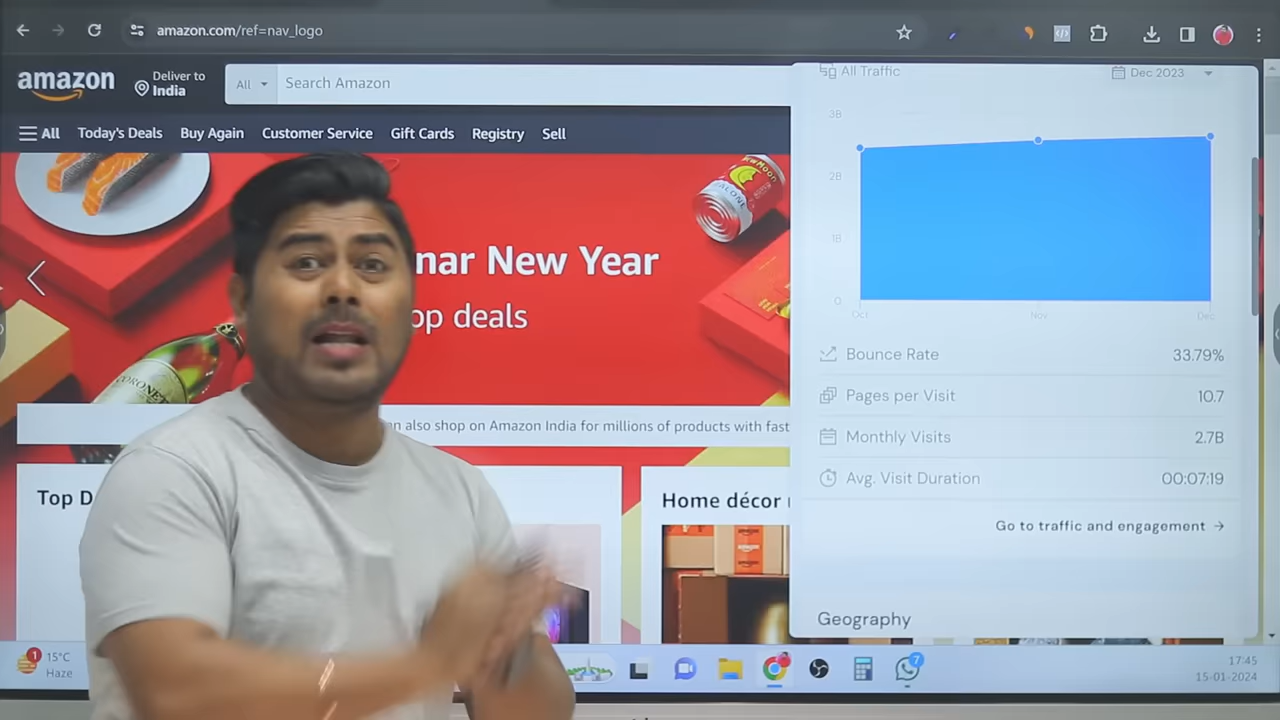 amazon.com/ref=nav_logo
amazon
Deliver to
India
All
Search Amazon
All
Today's Deals
Buy Again
Customer Service
Gift Cards
Registry
Sell
nar New Year
op deals
also shop on Amazon India for millions of products with fast
Top D
Home décor
All Traffic
Dec 2023
3B
2B
1B
0
Oct
Nov
Dec
Bounce Rate
33.79%
Pages per Visit
10.7
Monthly Visits
2.7B
Avg. Visit Duration
00:07:19
Go to traffic and engagement →
Geography
1
15°C
Haze
7
17:45
15-01-2024